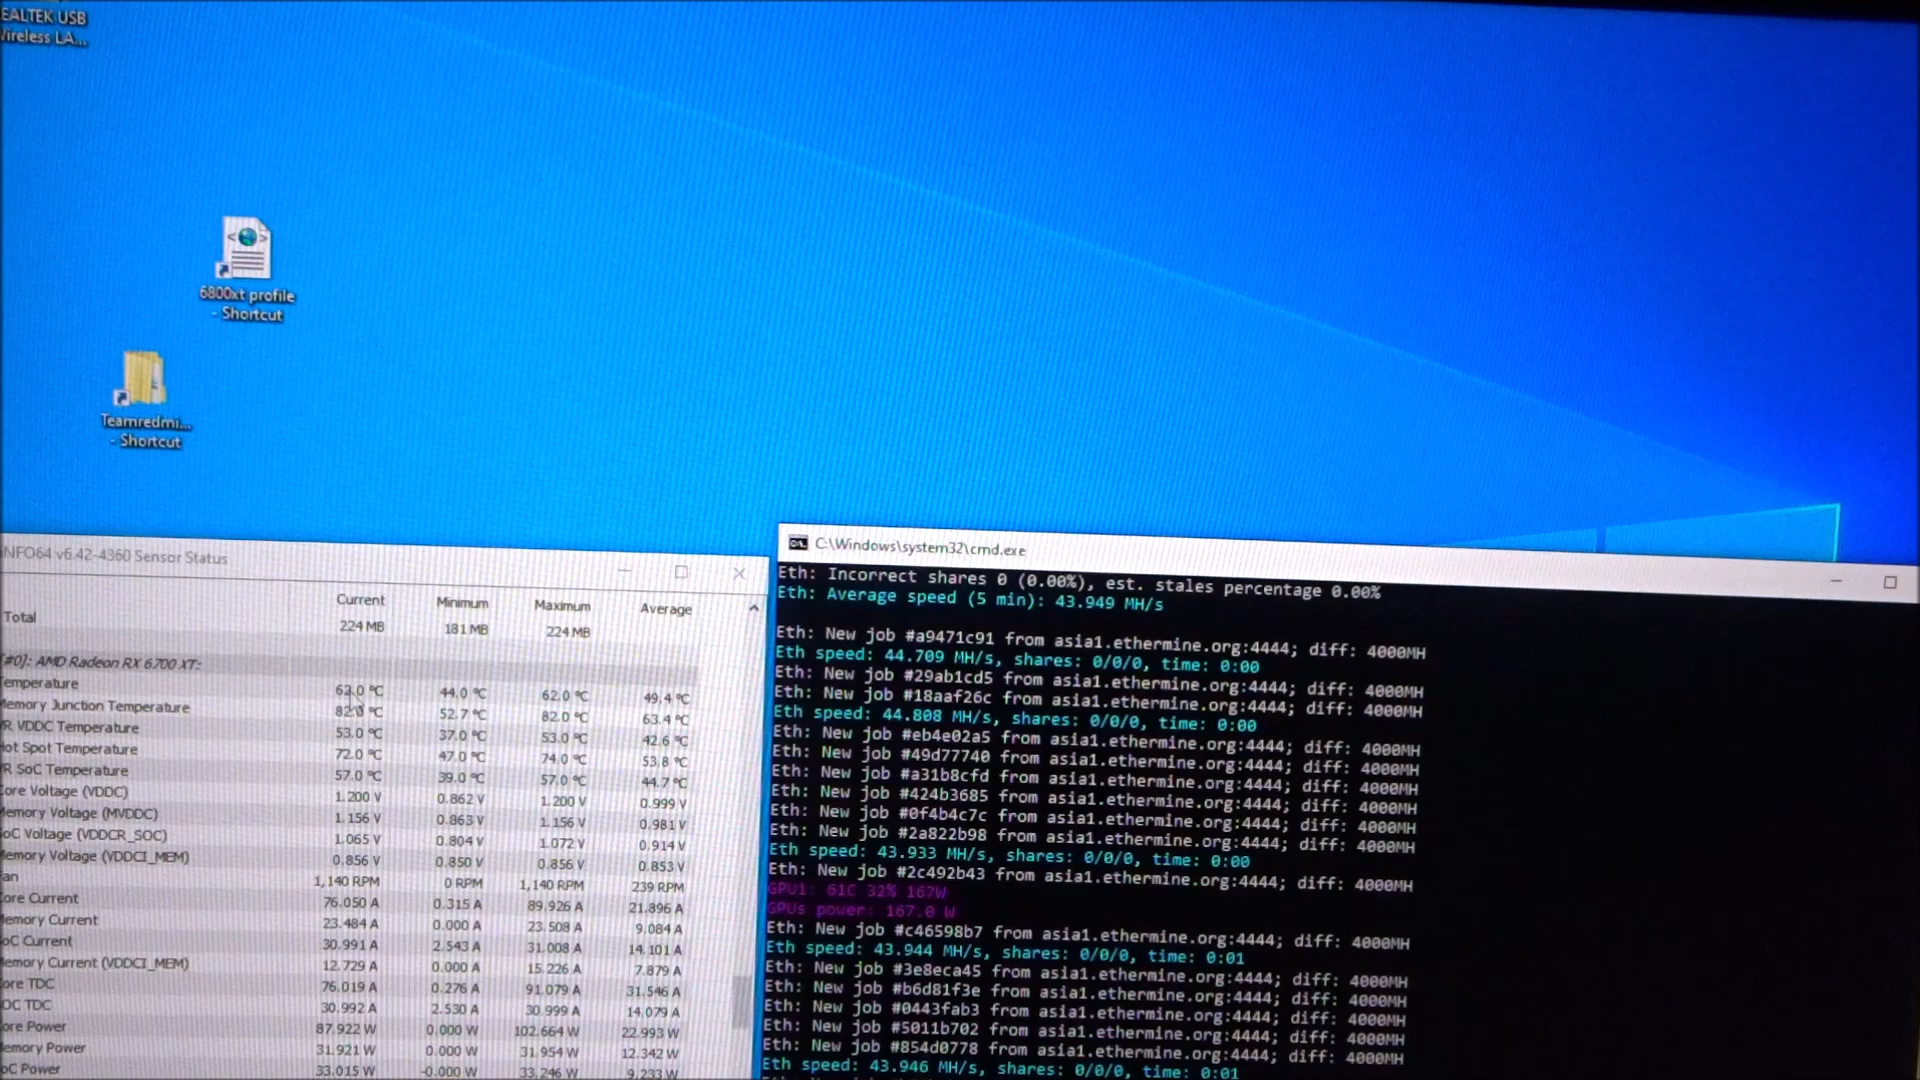 EALTEK USB
Wireless LA...
6800xt profile
- Shortcut
Teamredmi...
- Shortcut
NFO64 v6.42-4360 Sensor Status
Current Minimum Maximum Average
Total 224 MB 181 MB 224 MB
[#0]: AMD Radeon RX 6700 XT:
emperature 62.0 °C 44.0 °C 62.0 °C 49.4 °C
Memory Junction Temperature 82.0 °C 52.7 °C 82.0 °C 63.4 °C
R VDDC Temperature 53.0 °C 37.0 °C 53.0 °C 42.6 °C
ot Spot Temperature 72.0 °C 47.0 °C 74.0 °C 53.8 °C
R SoC Temperature 57.0 °C 39.0 °C 57.0 °C 44.7 °C
ore Voltage (VDDC) 1.200 V 0.862 V 1.200 V 0.999 V
emory Voltage (MVDDC) 1.156 V 0.863 V 1.156 V 0.981 V
oC Voltage (VDDCR_SOC) 1.065 V 0.804 V 1.072 V 0.914 V
emory Voltage (VDDCI_MEM) 0.856 V 0.850 V 0.856 V 0.853 V
an 1,140 RPM 0 RPM 1,140 RPM 239 RPM
ore Current 76.050 A 0.315 A 89.926 A 21.896 A
emory Current 23.484 A 0.000 A 23.508 A 9.084 A
oC Current 30.991 A 2.543 A 31.008 A 14.101 A
emory Current (VDDCI_MEM) 12.729 A 0.000 A 15.226 A 7.879 A
ore TDC 76.019 A 0.276 A 91.079 A 31.546 A
OC TDC 30.992 A 2.530 A 30.999 A 14.079 A
ore Power 87.922 W 0.000 W 102.664 W 22.993 W
emory Power 31.921 W 0.000 W 31.954 W 12.342 W
oC Power 33.015 W -0.000 W 33.246 W 9.233 W
C:\Windows\system32\cmd.exe
Eth: Incorrect shares 0 (0.00%), est. stales percentage 0.00%
Eth: Average speed (5 min): 43.949 MH/s
Eth: New job #a9471c91 from asia1.ethermine.org:4444; diff: 4000MH
Eth speed: 44.709 MH/s, shares: 0/0/0, time: 0:00
Eth: New job #29ab1cd5 from asia1.ethermine.org:4444; diff: 4000MH
Eth: New job #18aaf26c from asia1.ethermine.org:4444; diff: 4000MH
Eth speed: 44.808 MH/s, shares: 0/0/0, time: 0:00
Eth: New job #eb4e02a5 from asia1.ethermine.org:4444; diff: 4000MH
Eth: New job #49d77740 from asia1.ethermine.org:4444; diff: 4000MH
Eth: New job #a31b8cfd from asia1.ethermine.org:4444; diff: 4000MH
Eth: New job #424b3685 from asia1.ethermine.org:4444; diff: 4000MH
Eth: New job #0f4b4c7c from asia1.ethermine.org:4444; diff: 4000MH
Eth: New job #2a822b98 from asia1.ethermine.org:4444; diff: 4000MH
Eth speed: 43.933 MH/s, shares: 0/0/0, time: 0:00
Eth: New job #2c492b43 from asia1.ethermine.org:4444; diff: 4000MH
GPU1: 61C 32% 167W
GPUs power: 167.0 W
Eth: New job #c46598b7 from asia1.ethermine.org:4444; diff: 4000MH
Eth speed: 43.944 MH/s, shares: 0/0/0, time: 0:01
Eth: New job #3e8eca45 from asia1.ethermine.org:4444; diff: 4000MH
Eth: New job #b6d81f3e from asia1.ethermine.org:4444; diff: 4000MH
Eth: New job #0443fab3 from asia1.ethermine.org:4444; diff: 4000MH
Eth: New job #5011b702 from asia1.ethermine.org:4444; diff: 4000MH
Eth: New job #854d0778 from asia1.ethermine.org:4444; diff: 4000MH
Eth speed: 43.946 MH/s, shares: 0/0/0, time: 0:01